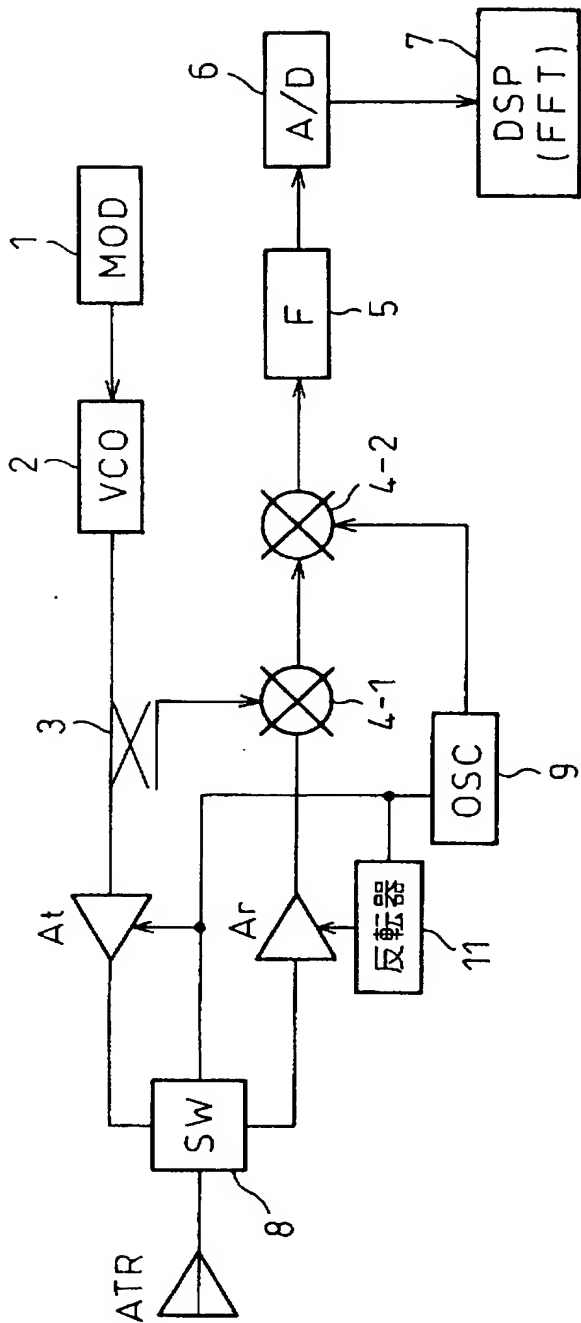 ATR
SW
8
At
3
VCO
2
MOD
1
Ar
反転器
11
OSC
9
4-1
4-2
F
5
A/D
6
DSP
(FFT)
7